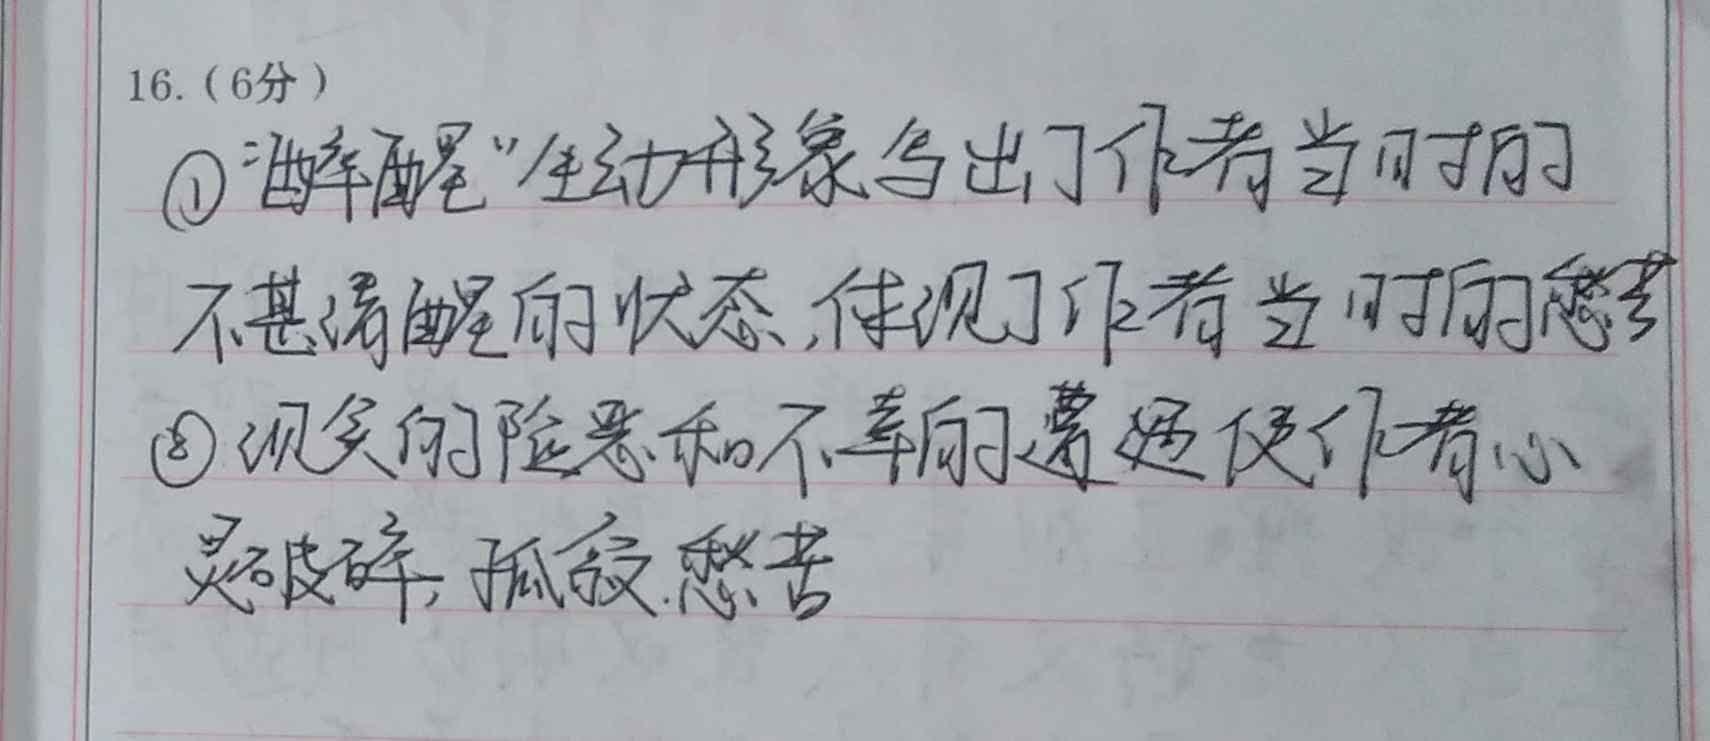 16.（6分）
①“醉醒”生动形象写出了作者当时的
不甚清醒的状态，体现了作者当时的愁苦
②现实的险恶和不幸的遭遇使作者心
灵破碎，孤寂．愁苦